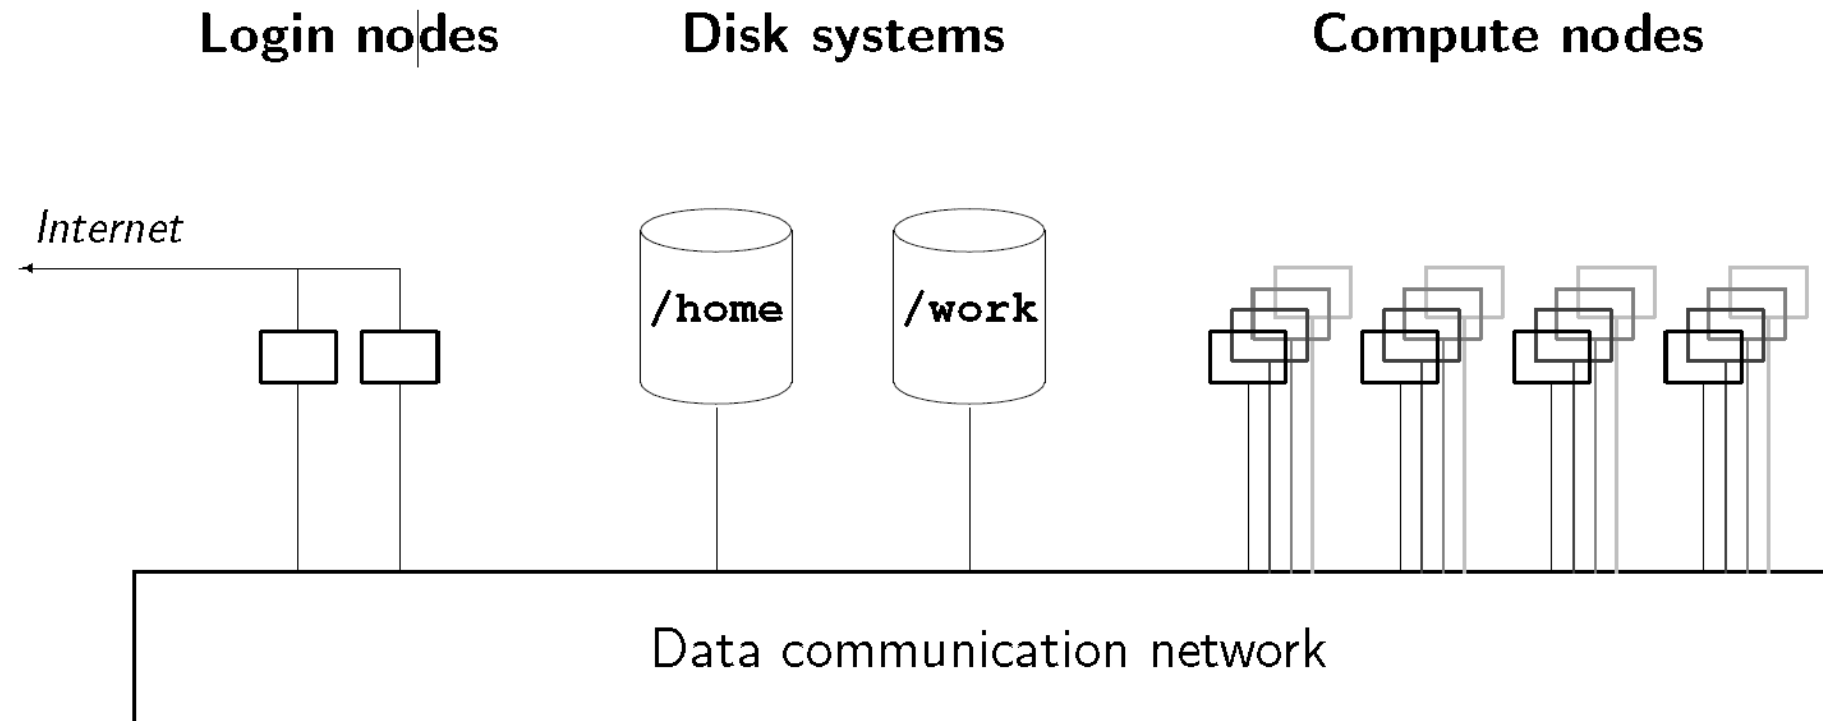 Login nodes
Disk systems
Compute nodes
Internet
/home
/work
Data communication network